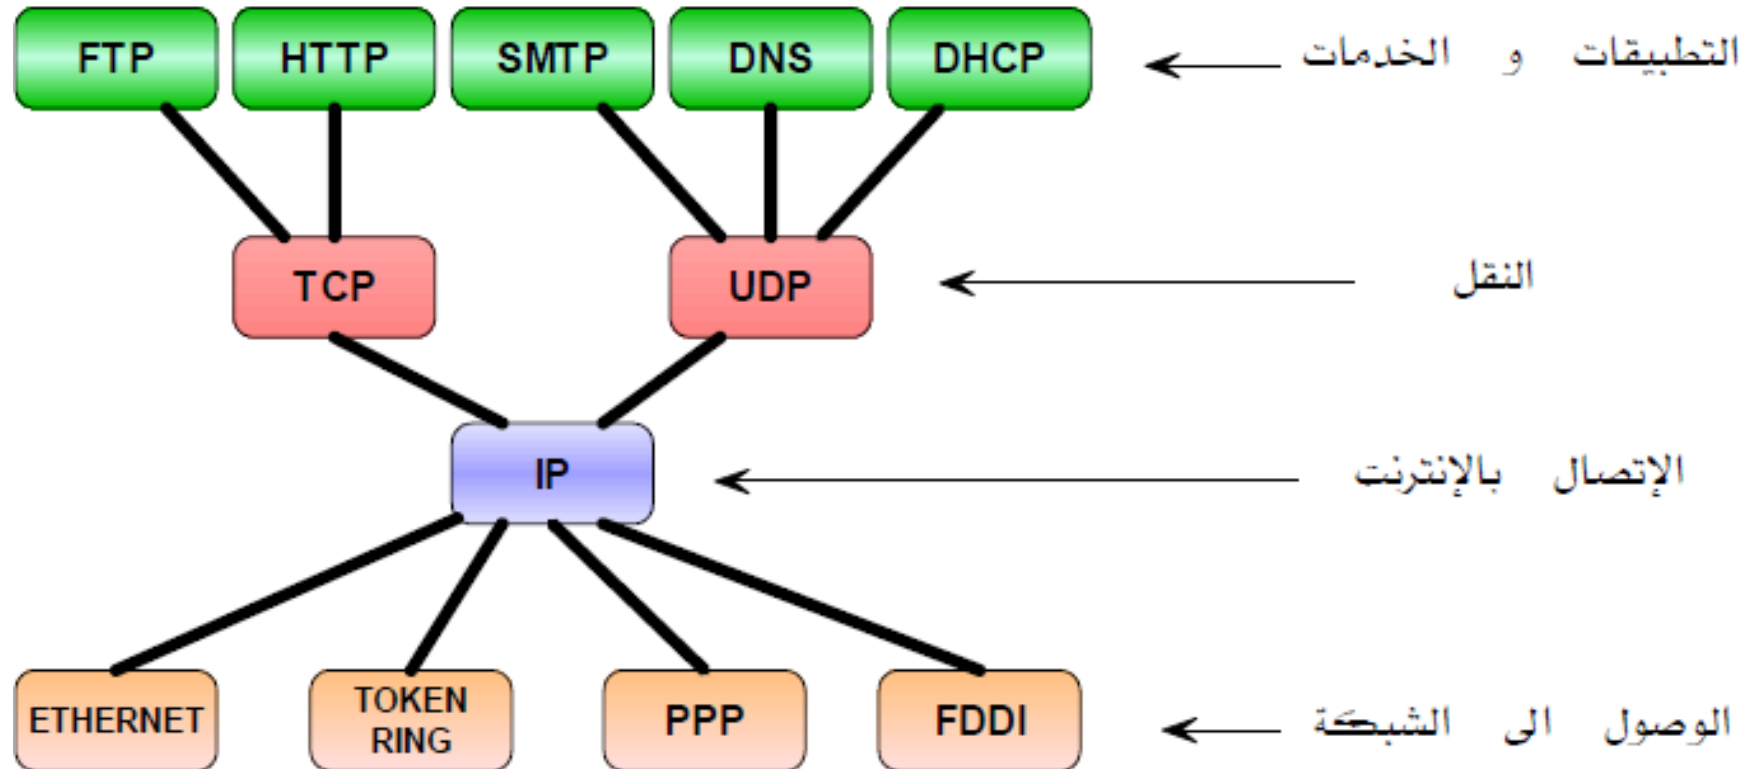 FTP HTTP SMTP DNS DHCP التطبيقات و الخدمات
TCP UDP النقل
IP الإتصال بالإنترنت
ETHERNET TOKEN RING PPP FDDI الوصول الى الشبكة